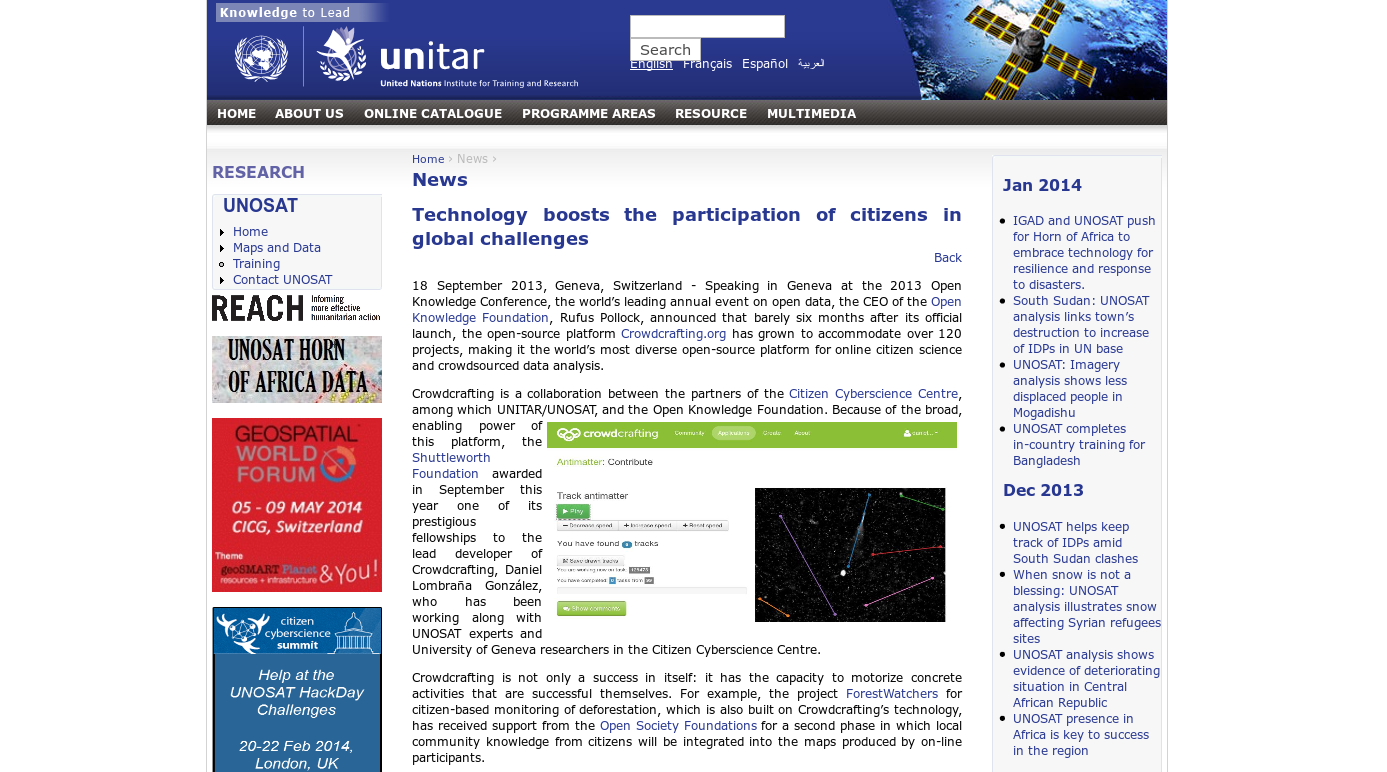 Knowledge to Lead
unitar
United Nations Institute for Training and Research
Search
English Français Español العربية
HOME ABOUT US ONLINE CATALOGUE PROGRAMME AREAS RESOURCE MULTIMEDIA
RESEARCH
UNOSAT
Home
Maps and Data
Training
Contact UNOSAT
REACH Informing
more effective
humanitarian action
UNOSAT HORN
OF AFRICA DATA
GEOSPATIAL
WORLD
FORUM
05 - 09 MAY 2014
CICG, Switzerland
Theme
geoSMART Planet
resources + infrastructure & You!
citizen
cyberscience
summit
Help at the
UNOSAT HackDay
Challenges
20-22 Feb 2014,
London, UK
Home › News ›
News
Technology boosts the participation of citizens in
global challenges
Back
18 September 2013, Geneva, Switzerland - Speaking in Geneva at the 2013 Open
Knowledge Conference, the world’s leading annual event on open data, the CEO of the Open
Knowledge Foundation, Rufus Pollock, announced that barely six months after its official
launch, the open-source platform Crowdcrafting.org has grown to accommodate over 120
projects, making it the world’s most diverse open-source platform for online citizen science
and crowdsourced data analysis.
Crowdcrafting is a collaboration between the partners of the Citizen Cyberscience Centre,
among which UNITAR/UNOSAT, and the Open Knowledge Foundation. Because of the broad,
enabling power of
this platform, the
Shuttleworth
Foundation awarded
in September this
year one of its
prestigious
fellowships to the
lead developer of
Crowdcrafting, Daniel
Lombraña González,
who has been
working along with
UNOSAT experts and
University of Geneva researchers in the Citizen Cyberscience Centre.
crowdcrafting Community Applications Create About
Antimatter: Contribute
Track antimatter
Play
Decrease speed Increase speed Reset speed
You have found tracks
Save drawn tracks
You are working now on task
You have completed tasks from
Show comments
Crowdcrafting is not only a success in itself: it has the capacity to motorize concrete
activities that are successful themselves. For example, the project ForestWatchers for
citizen-based monitoring of deforestation, which is also built on Crowdcrafting’s technology,
has received support from the Open Society Foundations for a second phase in which local
community knowledge from citizens will be integrated into the maps produced by on-line
participants.
Jan 2014
IGAD and UNOSAT push
for Horn of Africa to
embrace technology for
resilience and response
to disasters.
South Sudan: UNOSAT
analysis links town’s
destruction to increase
of IDPs in UN base
UNOSAT: Imagery
analysis shows less
displaced people in
Mogadishu
UNOSAT completes
in-country training for
Bangladesh
Dec 2013
UNOSAT helps keep
track of IDPs amid
South Sudan clashes
When snow is not a
blessing: UNOSAT
analysis illustrates snow
affecting Syrian refugees
sites
UNOSAT analysis shows
evidence of deteriorating
situation in Central
African Republic
UNOSAT presence in
Africa is key to success
in the region